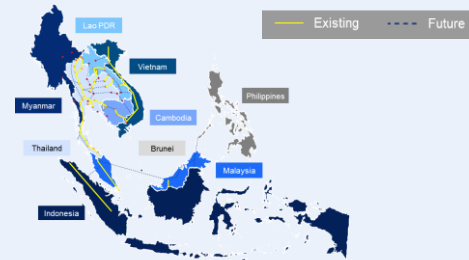 Existing
Future
Lao PDR
Vietnam
Philippines
Myanmar
Cambodia
Thailand
Brunei
Malaysia
Indonesia